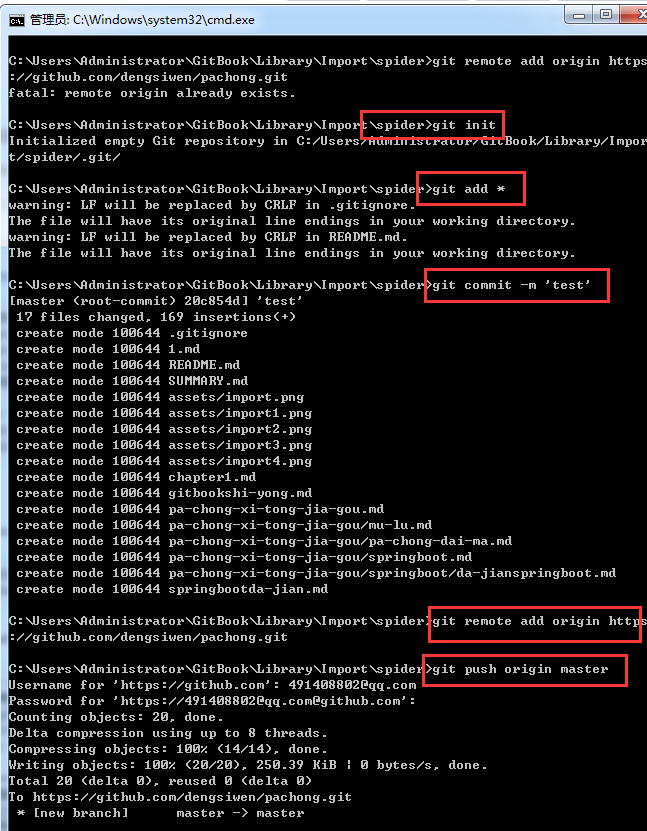 管理员: C:\Windows\system32\cmd.exe
C:\Users\Administrator\GitBook\Library\Import\spider>git remote add origin https
://github.com/dengsiwen/pachong.git
fatal: remote origin already exists.
C:\Users\Administrator\GitBook\Library\Import\spider>git init
Initialized empty Git repository in C:/Users/Administrator/GitBook/Library/Impor
t/spider/.git/
C:\Users\Administrator\GitBook\Library\Import\spider>git add *
warning: LF will be replaced by CRLF in .gitignore.
The file will have its original line endings in your working directory.
warning: LF will be replaced by CRLF in README.md.
The file will have its original line endings in your working directory.
C:\Users\Administrator\GitBook\Library\Import\spider>git commit -m 'test'
[master (root-commit) 20c854d] 'test'
17 files changed, 169 insertions(+)
create mode 100644 .gitignore
create mode 100644 1.md
create mode 100644 README.md
create mode 100644 SUMMARY.md
create mode 100644 assets/import.png
create mode 100644 assets/import1.png
create mode 100644 assets/import2.png
create mode 100644 assets/import3.png
create mode 100644 assets/import4.png
create mode 100644 chapter1.md
create mode 100644 gitbookshi-yong.md
create mode 100644 pa-chong-xi-tong-jia-gou.md
create mode 100644 pa-chong-xi-tong-jia-gou/mu-lu.md
create mode 100644 pa-chong-xi-tong-jia-gou/pa-chong-dai-ma.md
create mode 100644 pa-chong-xi-tong-jia-gou/springboot.md
create mode 100644 pa-chong-xi-tong-jia-gou/springboot/da-jianspringboot.md
create mode 100644 springbootda-jian.md
C:\Users\Administrator\GitBook\Library\Import\spider>git remote add origin https
://github.com/dengsiwen/pachong.git
C:\Users\Administrator\GitBook\Library\Import\spider>git push origin master
Username for 'https://github.com': 491408802@qq.com
Password for 'https://491408802@qq.com@github.com':
Counting objects: 20, done.
Delta compression using up to 8 threads.
Compressing objects: 100% (14/14), done.
Writing objects: 100% (20/20), 250.39 KiB ¦ 0 bytes/s, done.
Total 20 (delta 0), reused 0 (delta 0)
To https://github.com/dengsiwen/pachong.git
* [new branch] master -> master